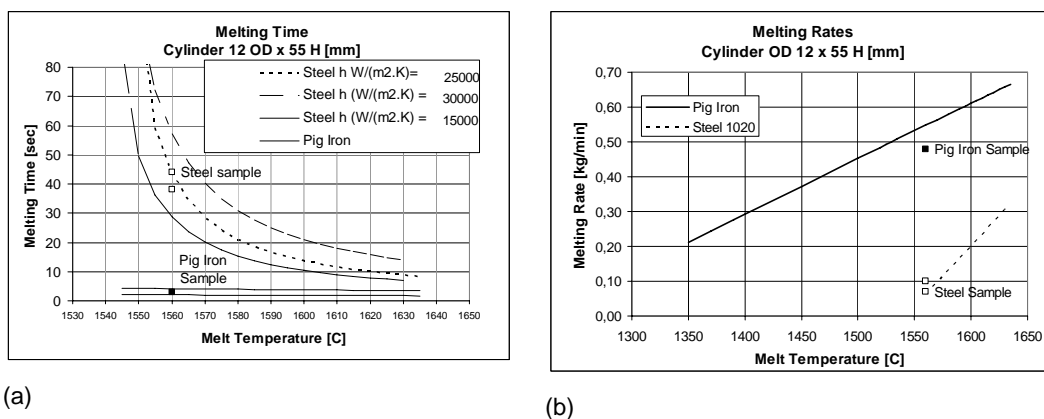 Melting Time
Cylinder 12 OD x 55 H [mm]
Steel h W/(m2.K)= 25000
Steel h (W/(m2.K) = 30000
Steel h (W/(m2.K) = 15000
Pig Iron
80
70
60
50
40
30
20
10
0
Melting Time [sec]
Steel sample
Pig Iron
Sample
1530 1540 1550 1560 1570 1580 1590 1600 1610 1620 1630 1640 1650
Melt Temperature [C]
(a)
Melting Rates
Cylinder OD 12 x 55 H [mm]
0,70
0,60
0,50
0,40
0,30
0,20
0,10
0,00
Melting Rate [kg/min]
Pig Iron
Steel 1020
Pig Iron Sample
Steel Sample
1300 1350 1400 1450 1500 1550 1600 1650
Melt Temperature [C]
(b)